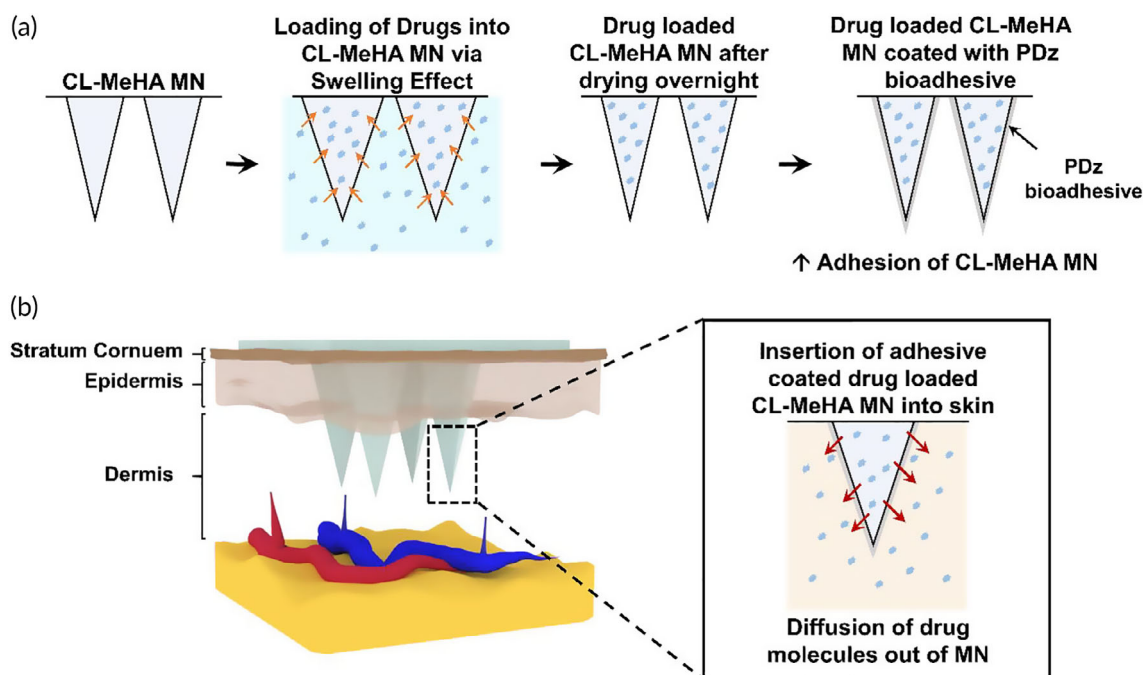 (a)
CL-MeHA MN
Loading of Drugs into
CL-MeHA MN via
Swelling Effect
Drug loaded
CL-MeHA MN after
drying overnight
Drug loaded CL-MeHA
MN coated with PDz
bioadhesive
PDz
bioadhesive
↑ Adhesion of CL-MeHA MN
(b)
Stratum Cornuem
Epidermis
Dermis
Insertion of adhesive
coated drug loaded
CL-MeHA MN into skin
Diffusion of drug
molecules out of MN